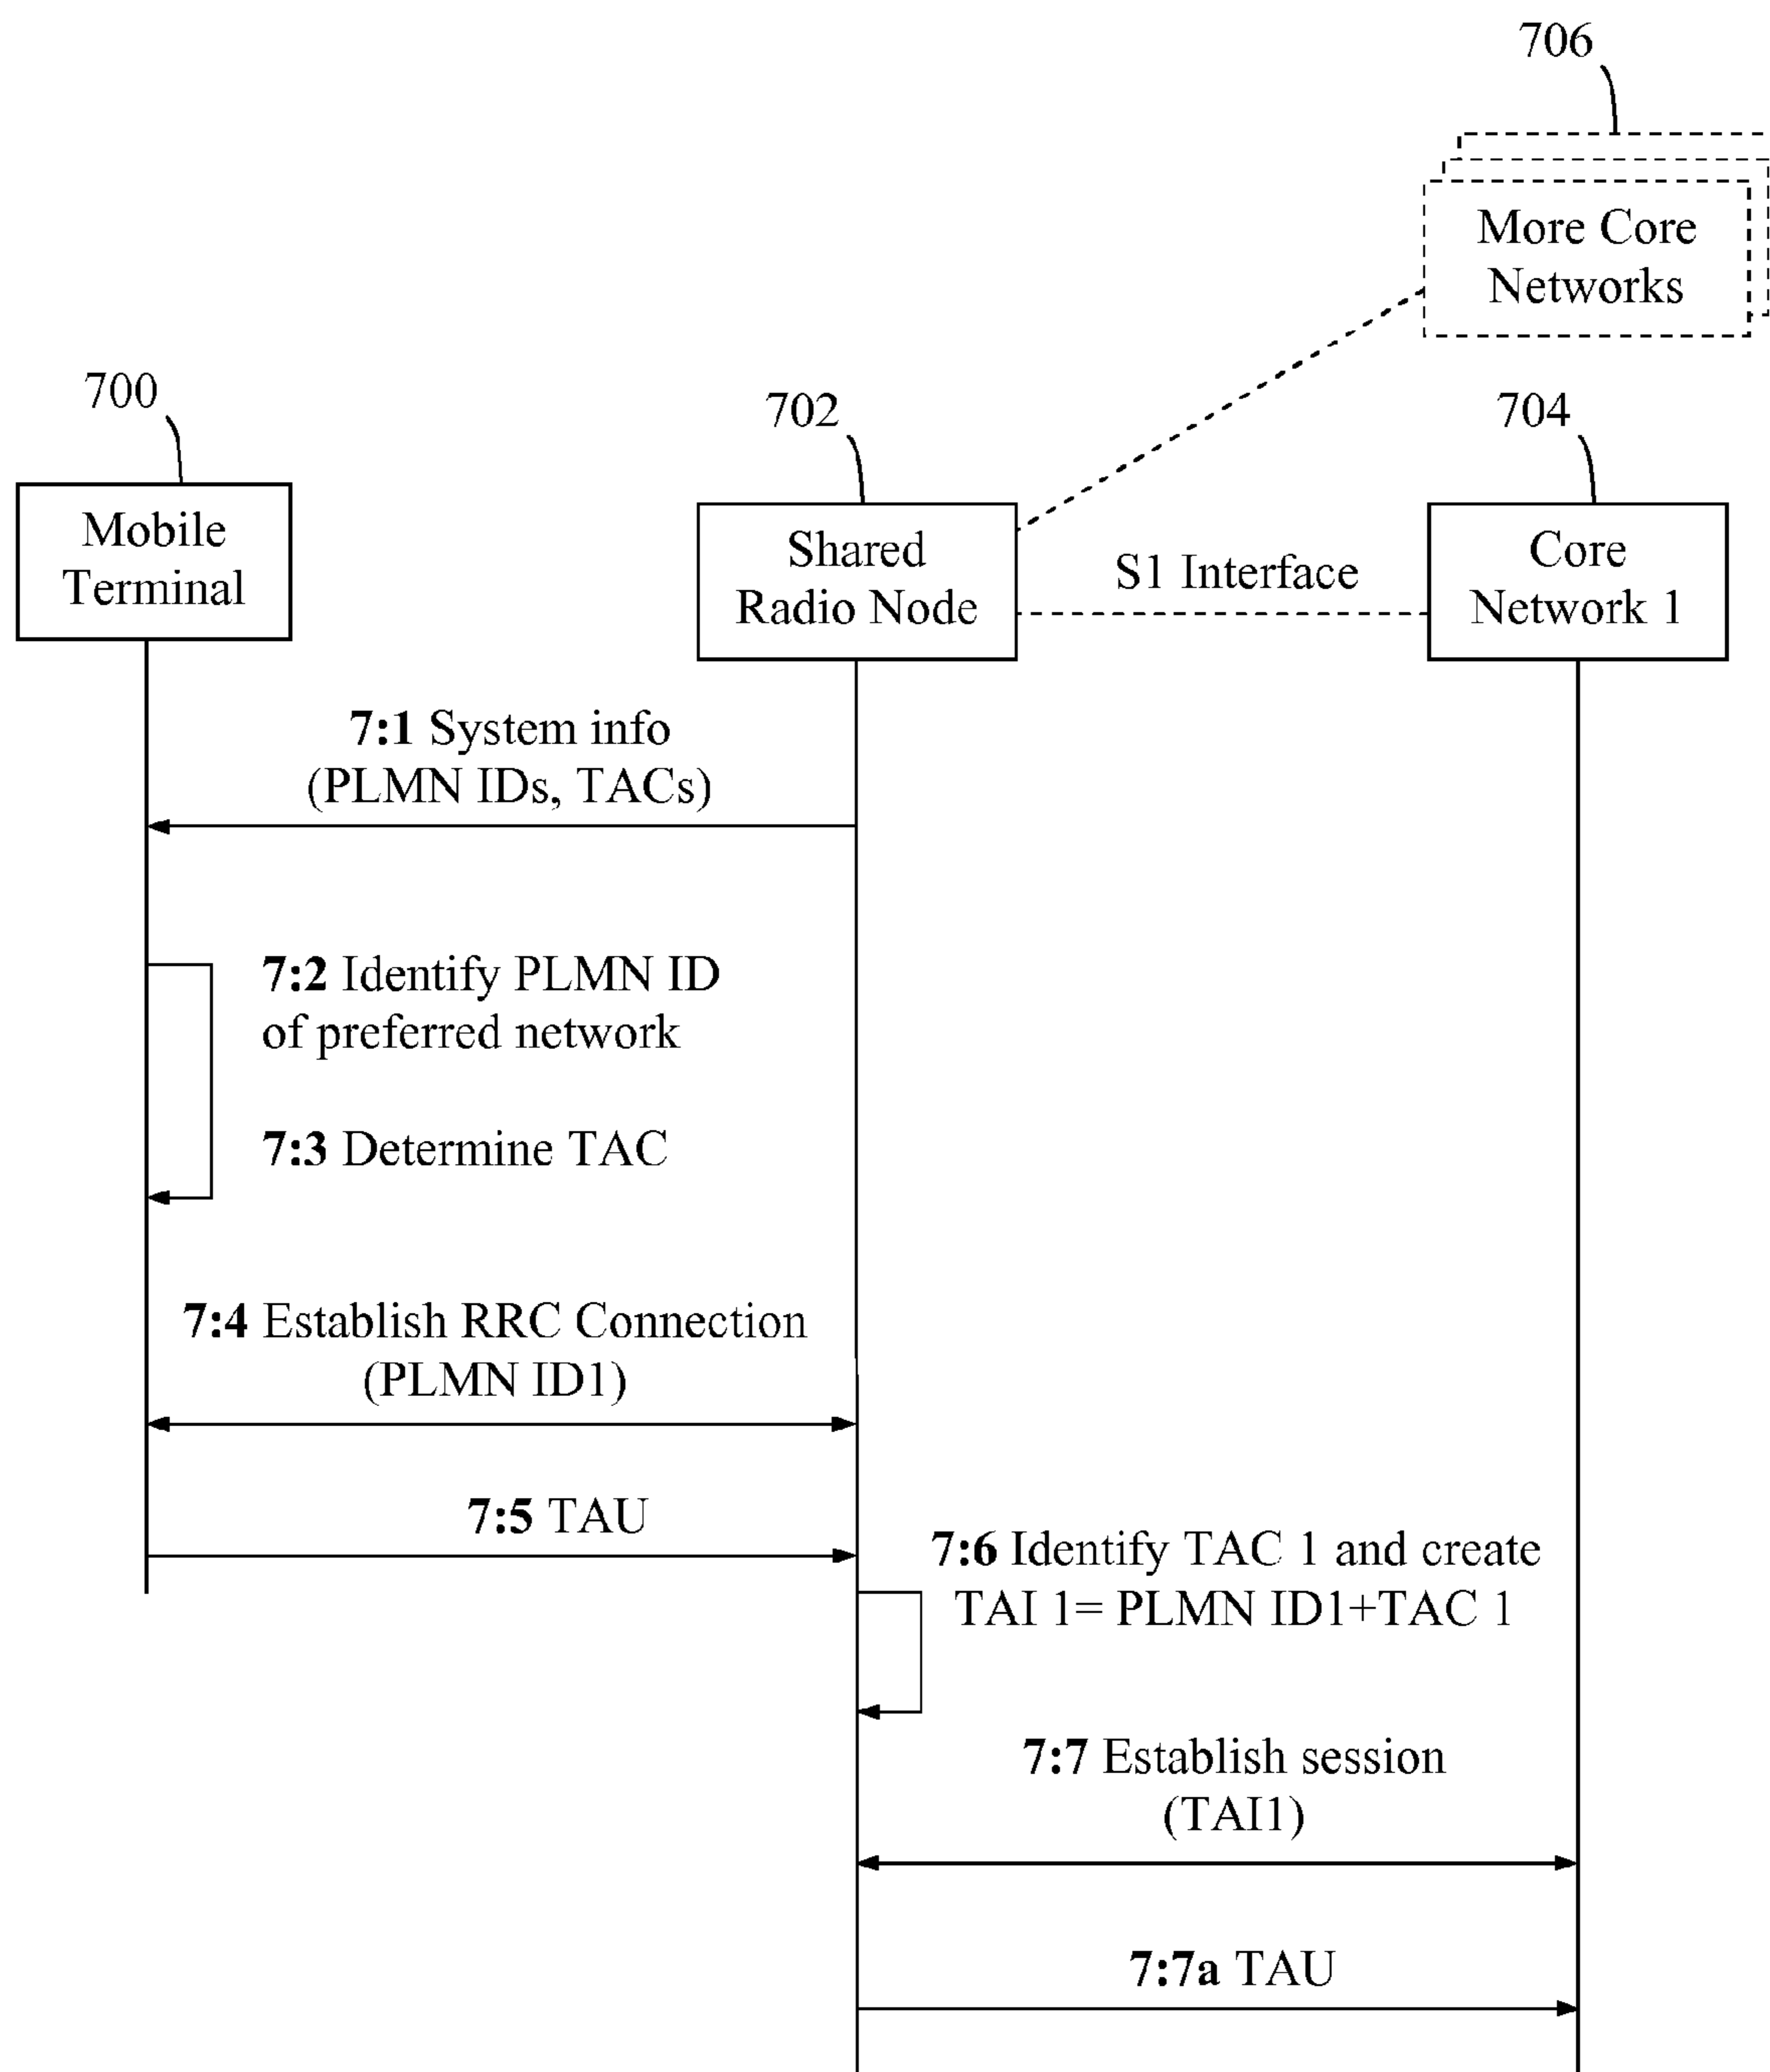 706
More Core
Networks
700
702
704
Mobile
Terminal
Shared
Radio Node
S1 Interface
Core
Network 1
7:1 System info
(PLMN IDs, TACs)
7:2 Identify PLMN ID
of preferred network
7:3 Determine TAC
7:4 Establish RRC Connection
(PLMN ID1)
7:5 TAU
7:6 Identify TAC 1 and create
TAI 1= PLMN ID1+TAC 1
7:7 Establish session
(TAI1)
7:7a TAU